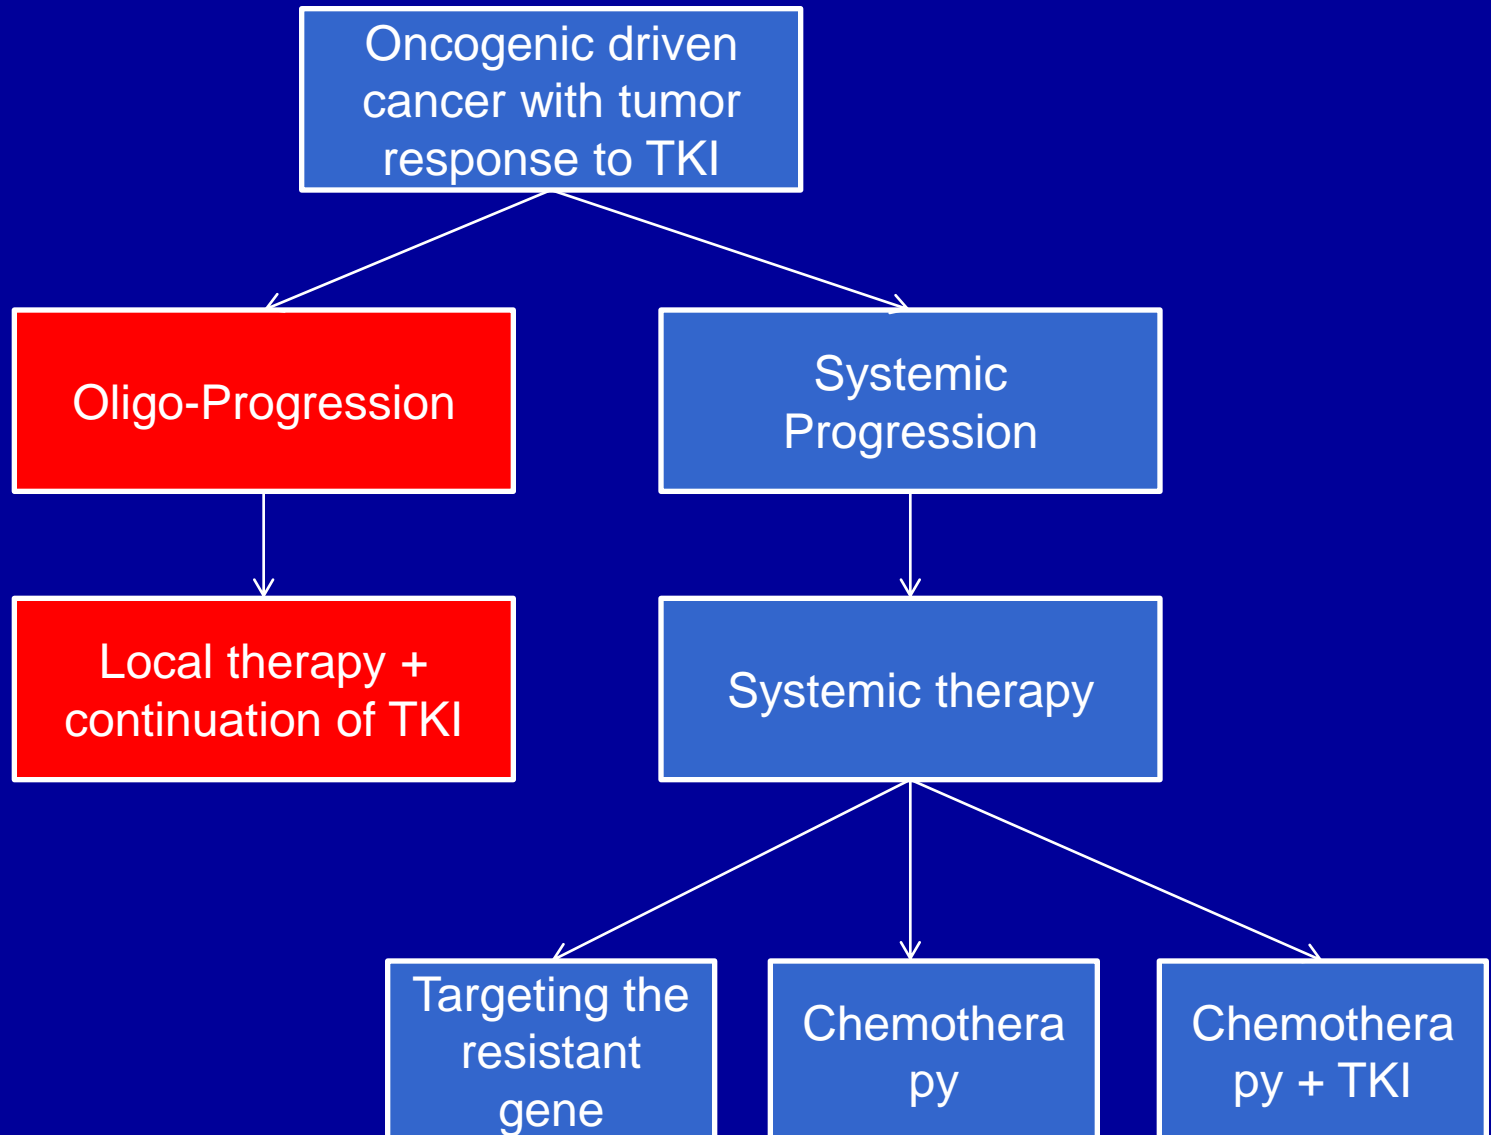 Oncogenic driven
cancer with tumor
response to TKI
Oligo-Progression
Systemic
Progression
Local therapy +
continuation of TKI
Systemic therapy
Targeting the
resistant
gene
Chemothera
py
Chemothera
py + TKI